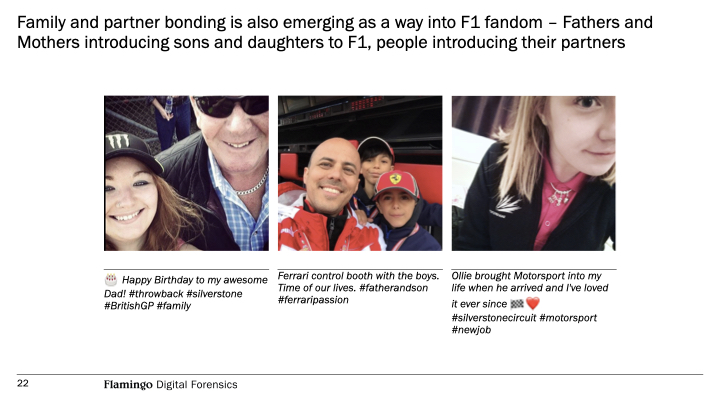 Family and partner bonding is also emerging as a way into F1 fandom – Fathers and
Mothers introducing sons and daughters to F1, people introducing their partners
🎂 Happy Birthday to my awesome
Dad! #throwback #silverstone
#BritishGP #family
Ferrari control booth with the boys.
Time of our lives. #fatherandson
#ferraripassion
Ollie brought Motorsport into my
life when he arrived and I've loved
it ever since 🏁❤️
#silverstonecircuit #motorsport
#newjob
22
Flamingo Digital Forensics